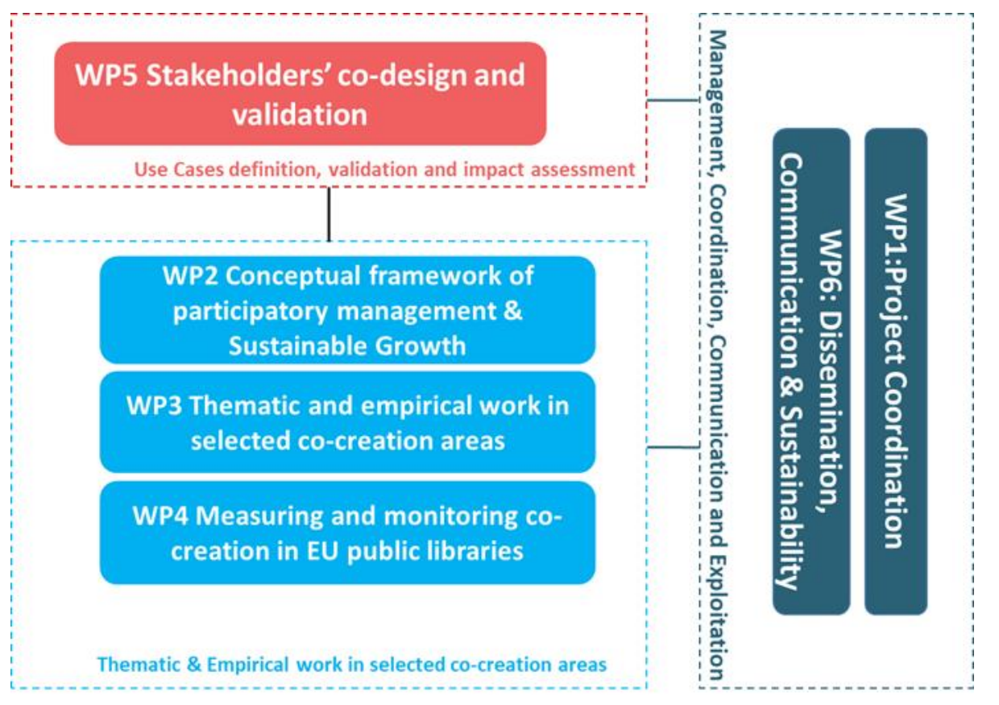 WP5 Stakeholders’ co-design and
validation
Use Cases definition, validation and impact assessment
WP2 Conceptual framework of
participatory management &
Sustainable Growth
WP3 Thematic and empirical work in
selected co-creation areas
WP4 Measuring and monitoring co-
creation in EU public libraries
Thematic & Empirical work in selected co-creation areas
Management, Coordination, Communication and Exploitation
WP6: Dissemination,
Communication & Sustainability
WP1:Project Coordination